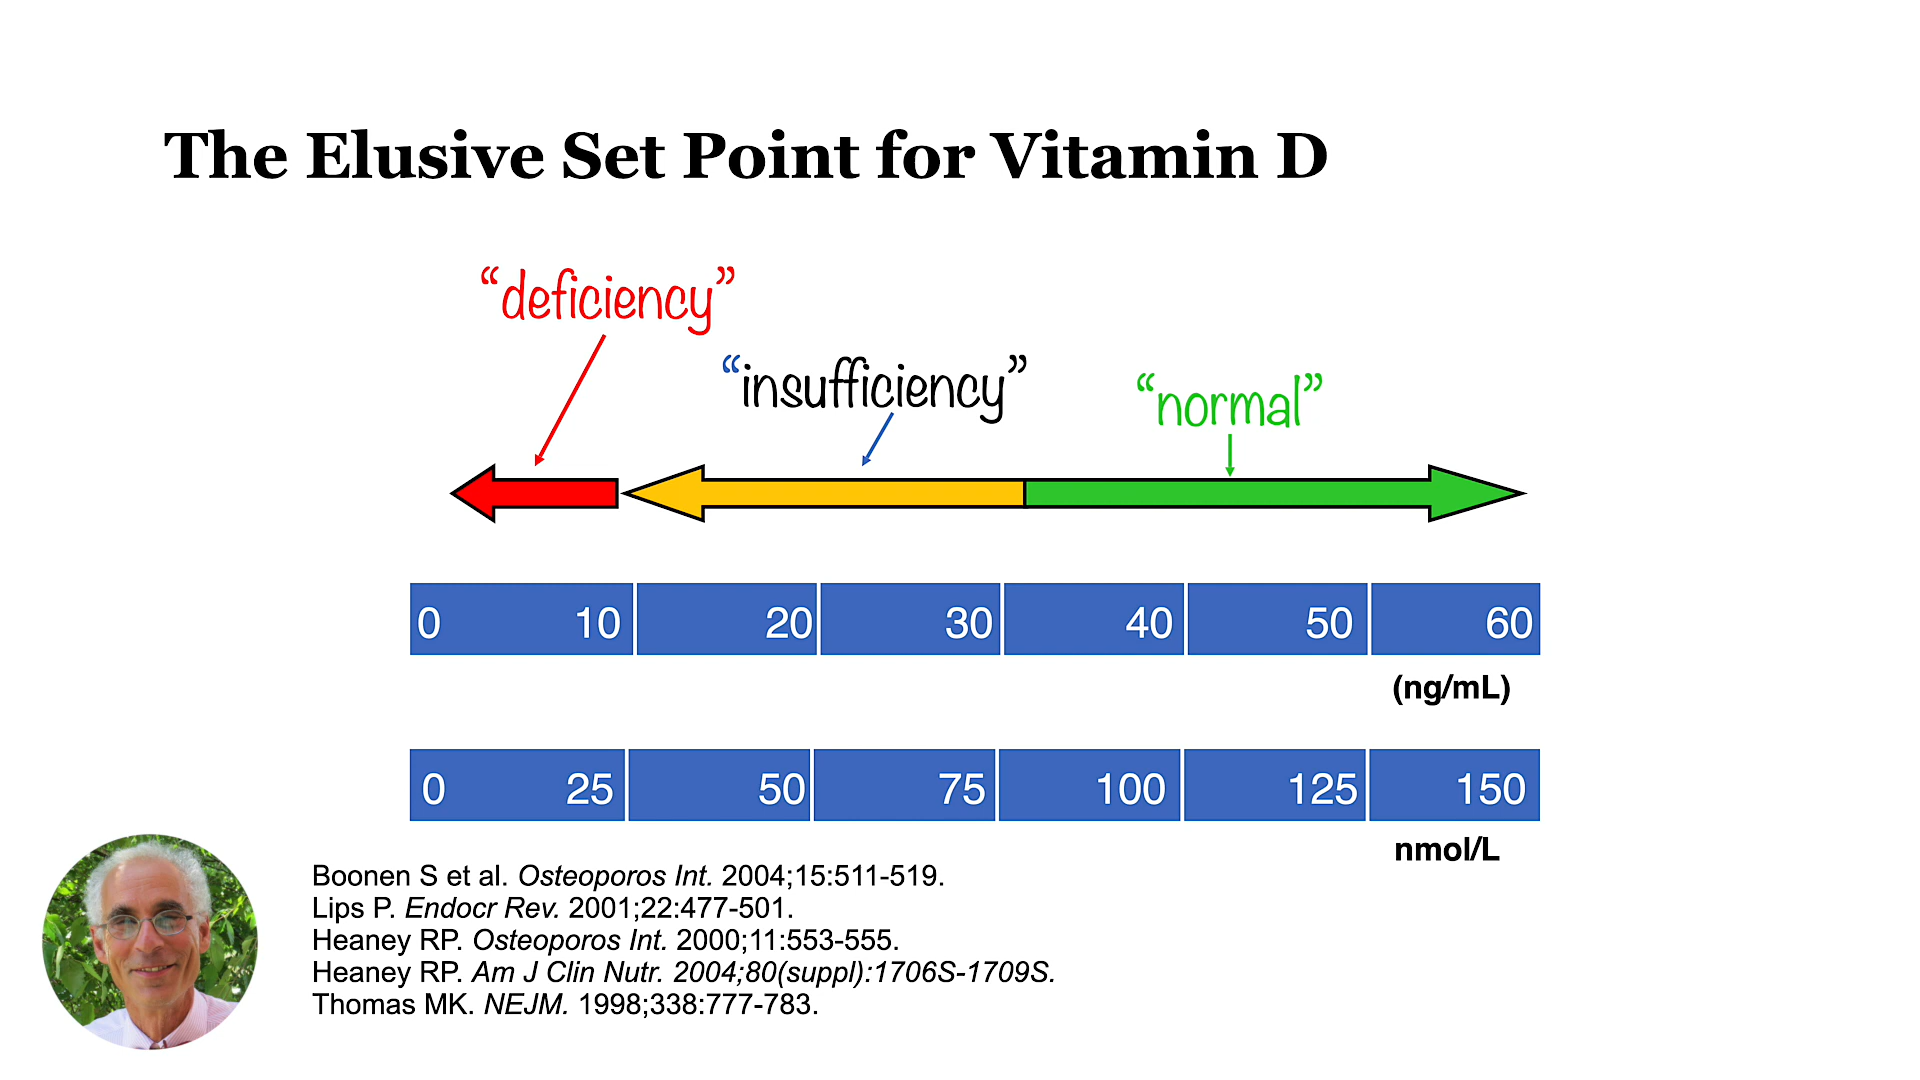 The Elusive Set Point for Vitamin D
“deficiency”
“insufficiency”
“normal”
0 10 20 30 40 50 60
(ng/mL)
0 25 50 75 100 125 150
nmol/L
Boonen S et al. Osteoporos Int. 2004;15:511-519.
Lips P. Endocr Rev. 2001;22:477-501.
Heaney RP. Osteoporos Int. 2000;11:553-555.
Heaney RP. Am J Clin Nutr. 2004;80(suppl):1706S-1709S.
Thomas MK. NEJM. 1998;338:777-783.